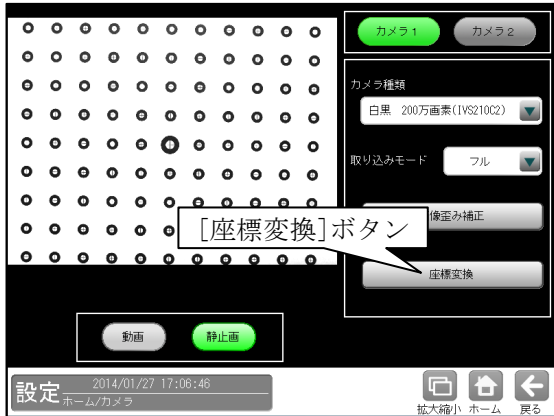 カメラ1
カメラ2
カメラ種類
白黒 200万画素(IVS210C2)
取り込みモード
フル
像歪み補正
[座標変換]ボタン
座標変換
動画
静止画
設定
2014/01/27 17:06:46
ホーム/カメラ
拡大縮小
ホーム
戻る